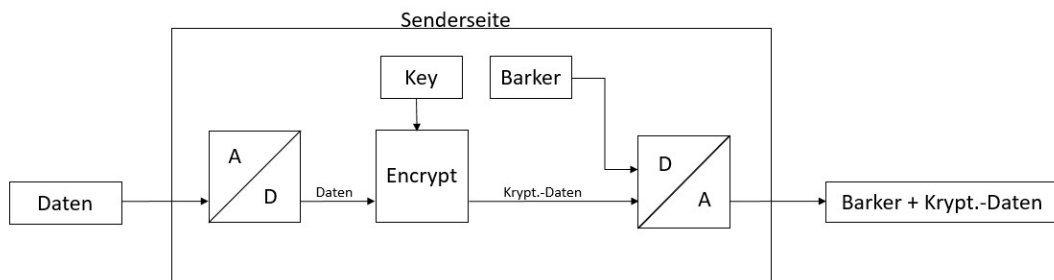 Senderseite
Key
Barker
A
D
Encrypt
D
A
Daten
Daten
Krypt.-Daten
Barker + Krypt.-Daten